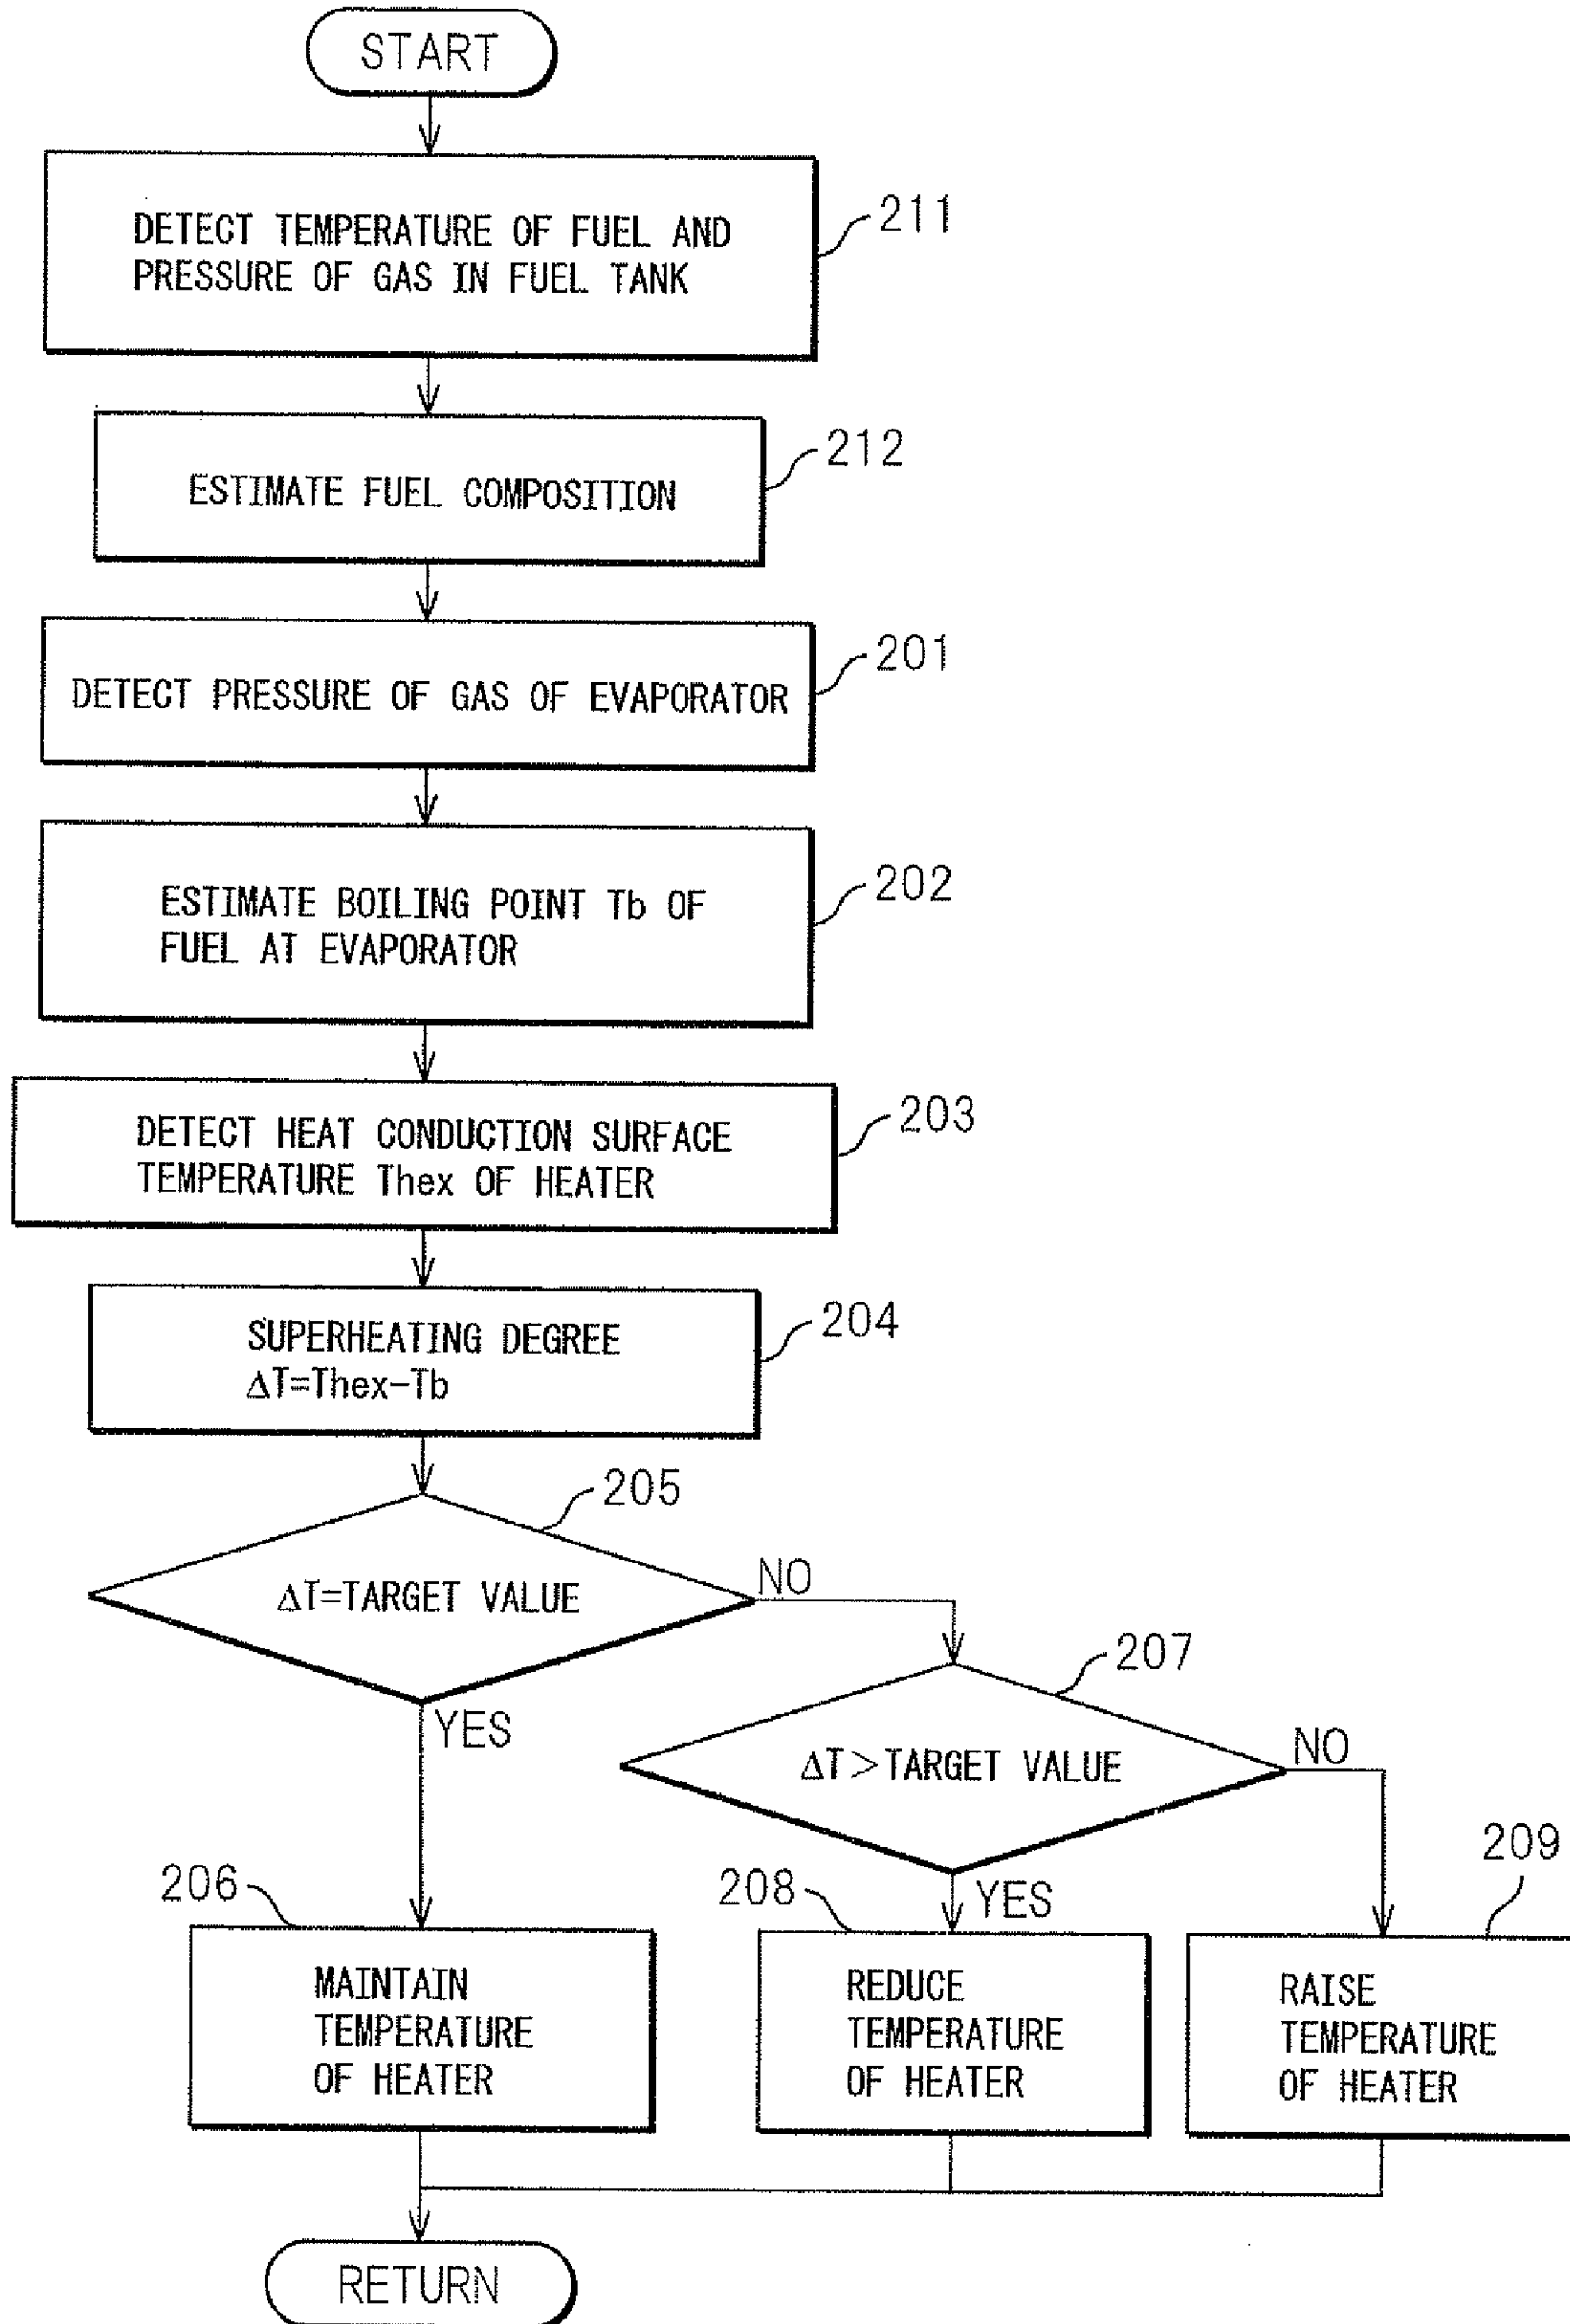 START
DETECT TEMPERATURE OF FUEL AND
PRESSURE OF GAS IN FUEL TANK
211
ESTIMATE FUEL COMPOSITION
212
DETECT PRESSURE OF GAS OF EVAPORATOR
201
ESTIMATE BOILING POINT Tb OF
FUEL AT EVAPORATOR
202
DETECT HEAT CONDUCTION SURFACE
TEMPERATURE Thex OF HEATER
203
SUPERHEATING DEGREE
ΔT=Thex-Tb
204
205
ΔT=TARGET VALUE
NO
YES
207
ΔT>TARGET VALUE
NO
YES
206
MAINTAIN
TEMPERATURE
OF HEATER
208
REDUCE
TEMPERATURE
OF HEATER
209
RAISE
TEMPERATURE
OF HEATER
RETURN